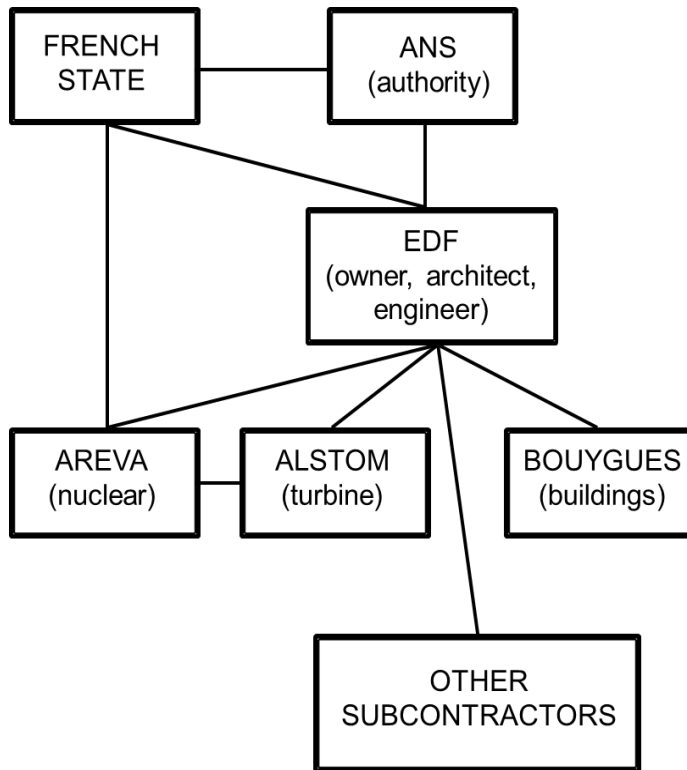 FRENCH
STATE
ANS
(authority)
EDF
(owner, architect,
engineer)
AREVA
(nuclear)
ALSTOM
(turbine)
BOUYGUES
(buildings)
OTHER
SUBCONTRACTORS